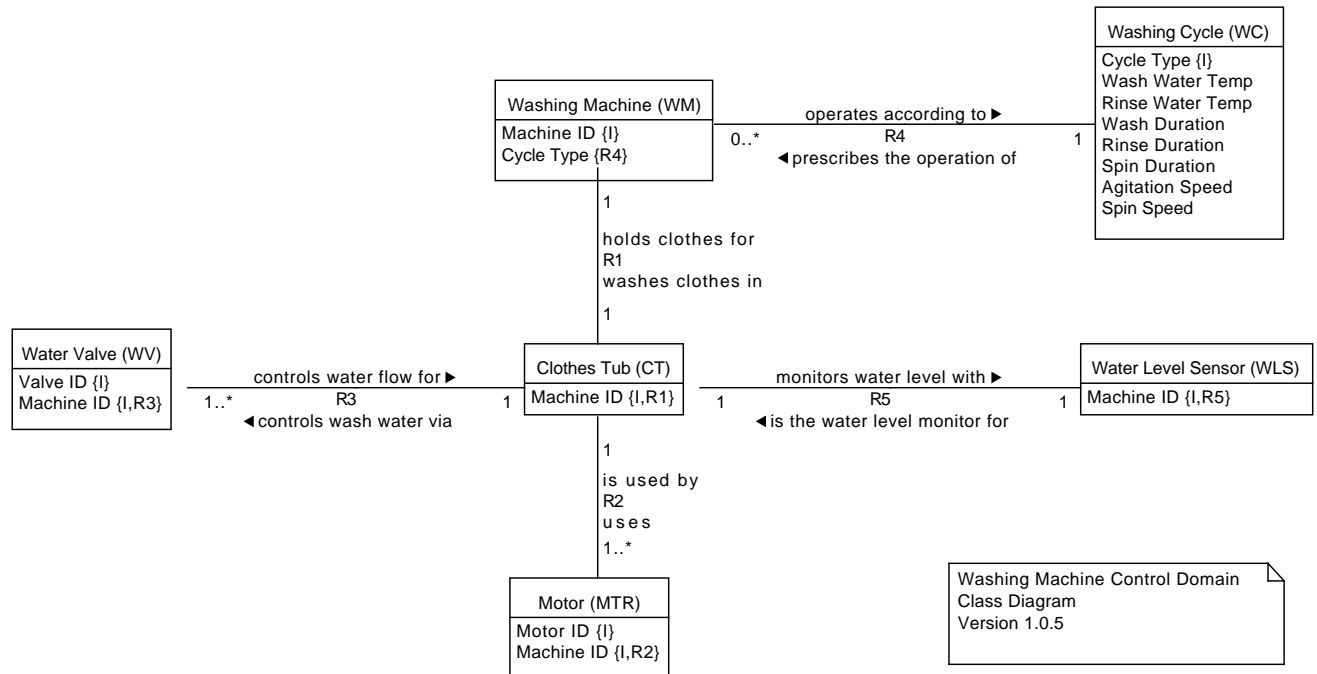 Washing Cycle (WC)
Cycle Type {I}
Wash Water Temp
Rinse Water Temp
Wash Duration
Rinse Duration
Spin Duration
Agitation Speed
Spin Speed
Washing Machine (WM)
Machine ID {I}
Cycle Type {R4}
operates according to ►
0..* R4 1
◄ prescribes the operation of
1
holds clothes for
R1
washes clothes in
1
Water Valve (WV)
Valve ID {I}
Machine ID {I,R3}
controls water flow for ►
1..* R3 1
◄ controls wash water via
Clothes Tub (CT)
Machine ID {I,R1}
monitors water level with ►
1 R5 1
◄ is the water level monitor for
Water Level Sensor (WLS)
Machine ID {I,R5}
1
is used by
R2
uses
1..*
Motor (MTR)
Motor ID {I}
Machine ID {I,R2}
Washing Machine Control Domain
Class Diagram
Version 1.0.5